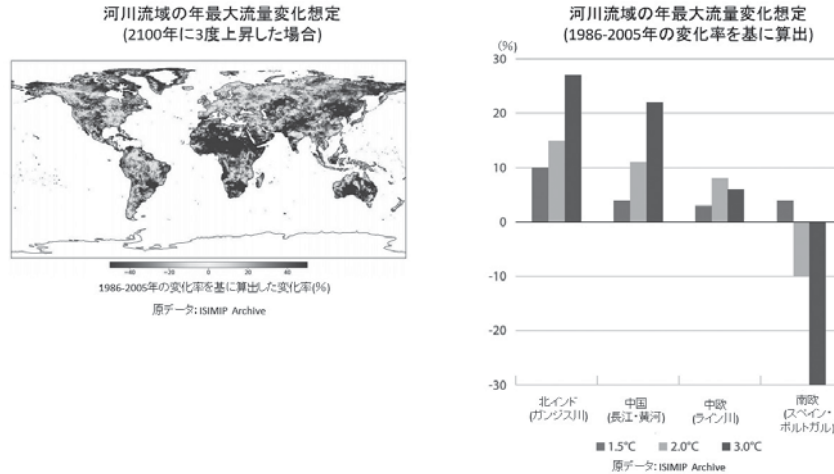 河川流域の年最大流量変化想定
(2100年に3度上昇した場合)
-40
-20
0
20
40
1986-2005年の変化率を基に算出した変化率(%)
原データ：ISIMIP Archive
河川流域の年最大流量変化想定
(1986-2005年の変化率を基に算出)
(%)
30
20
10
0
-10
-20
-30
北インド
(ガンジス川)
中国
(長江・黄河)
中欧
(ライン川)
南欧
(スペイン・
ポルトガル)
1.5℃
2.0℃
3.0℃
原データ：ISIMIP Archive